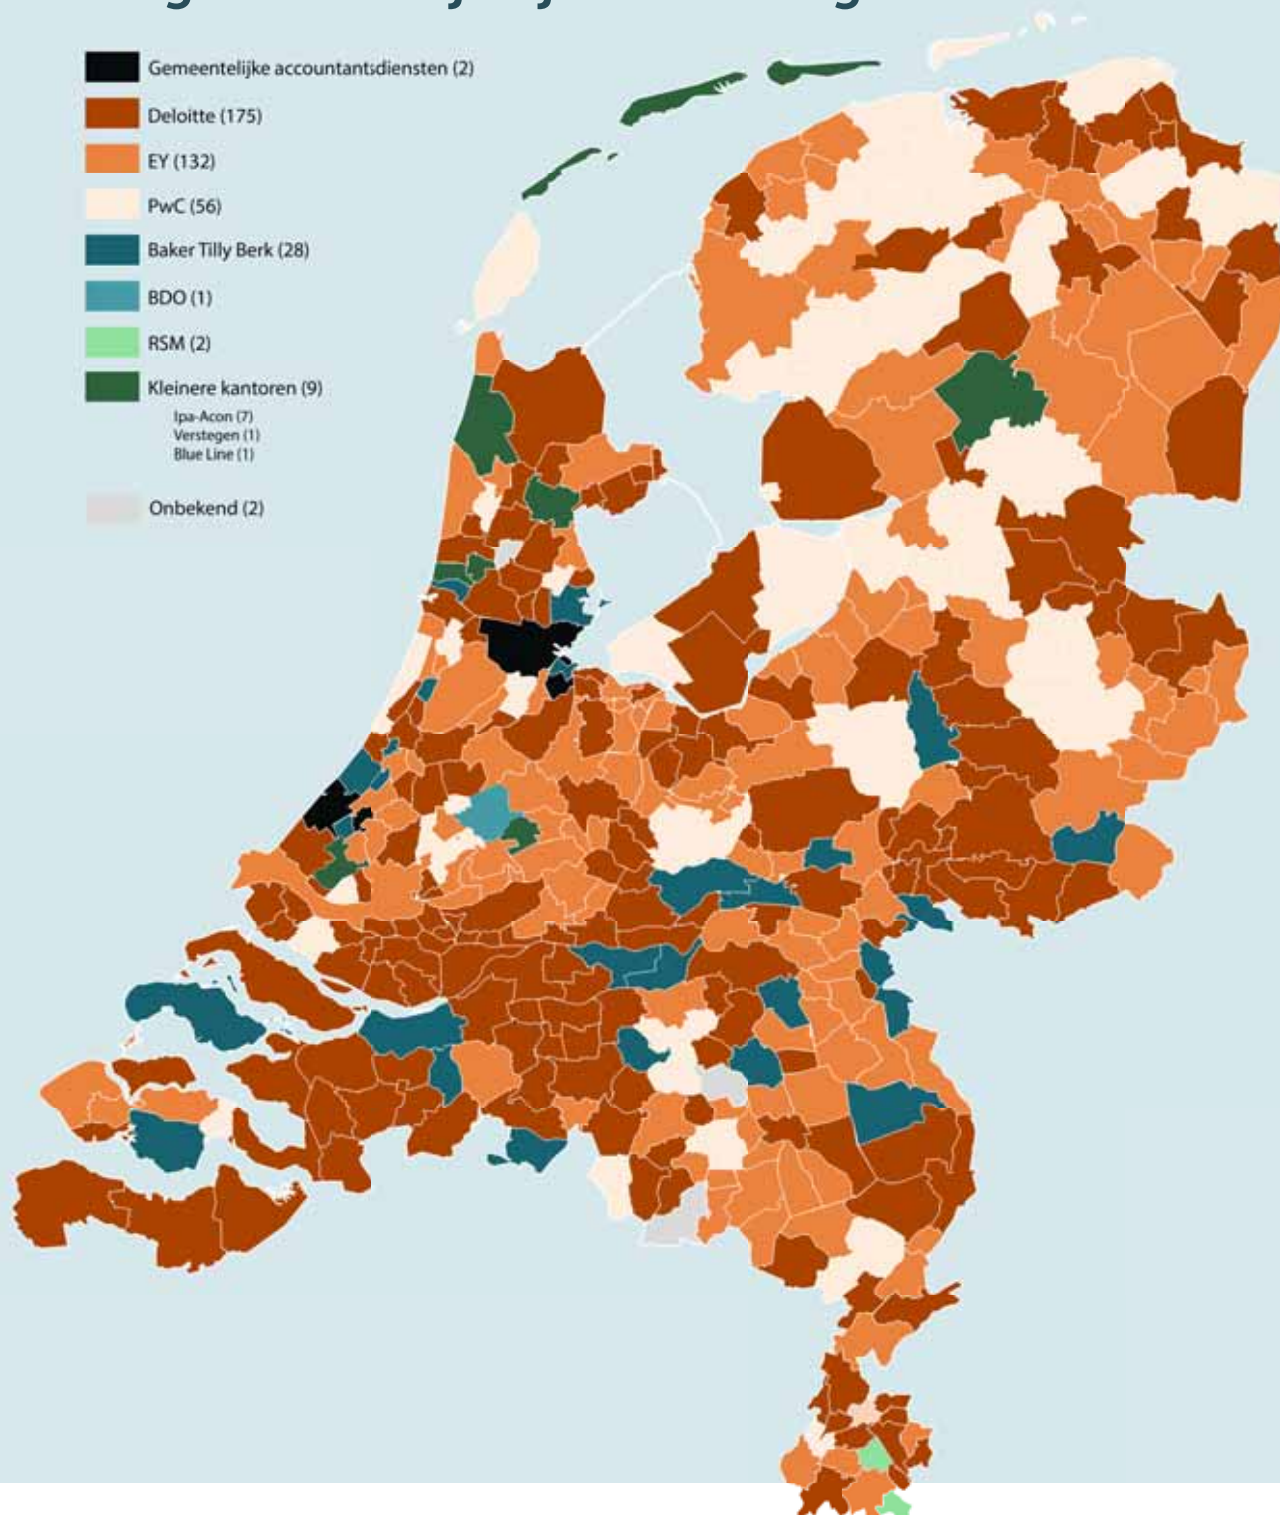 Gemeentelijke accountantsdiensten (2)
Deloitte (175)
EY (132)
PwC (56)
Baker Tilly Berk (28)
BDO (1)
RSM (2)
Kleinere kantoren (9)
Ipa-Acon (7)
Verstegen (1)
Blue Line (1)
Onbekend (2)